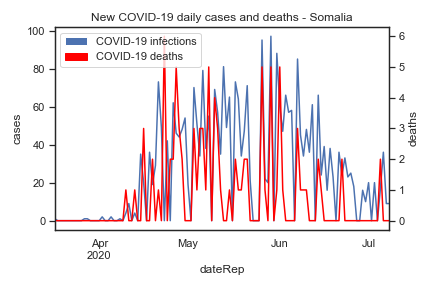 New COVID-19 daily cases and deaths - Somalia
COVID-19 infections
COVID-19 deaths
cases
100
80
60
40
20
0
deaths
6
5
4
3
2
1
0
Apr
2020
May
Jun
Jul
dateRep